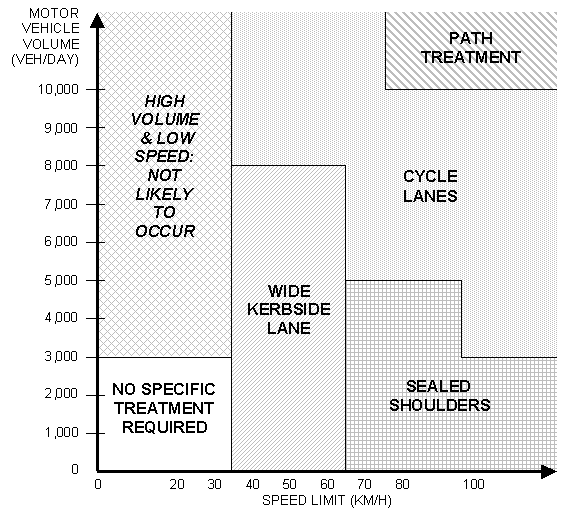 MOTOR
VEHICLE
VOLUME
(VEH/DAY)
PATH
TREATMENT
10,000
9,000
8,000
7,000
6,000
5,000
4,000
3,000
2,000
1,000
0
HIGH
VOLUME
& LOW
SPEED:
NOT
LIKELY
TO
OCCUR
CYCLE
LANES
WIDE
KERBSIDE
LANE
NO SPECIFIC
TREATMENT
REQUIRED
SEALED
SHOULDERS
0 20 30 40 50 60 70 80 100
SPEED LIMIT (KM/H)